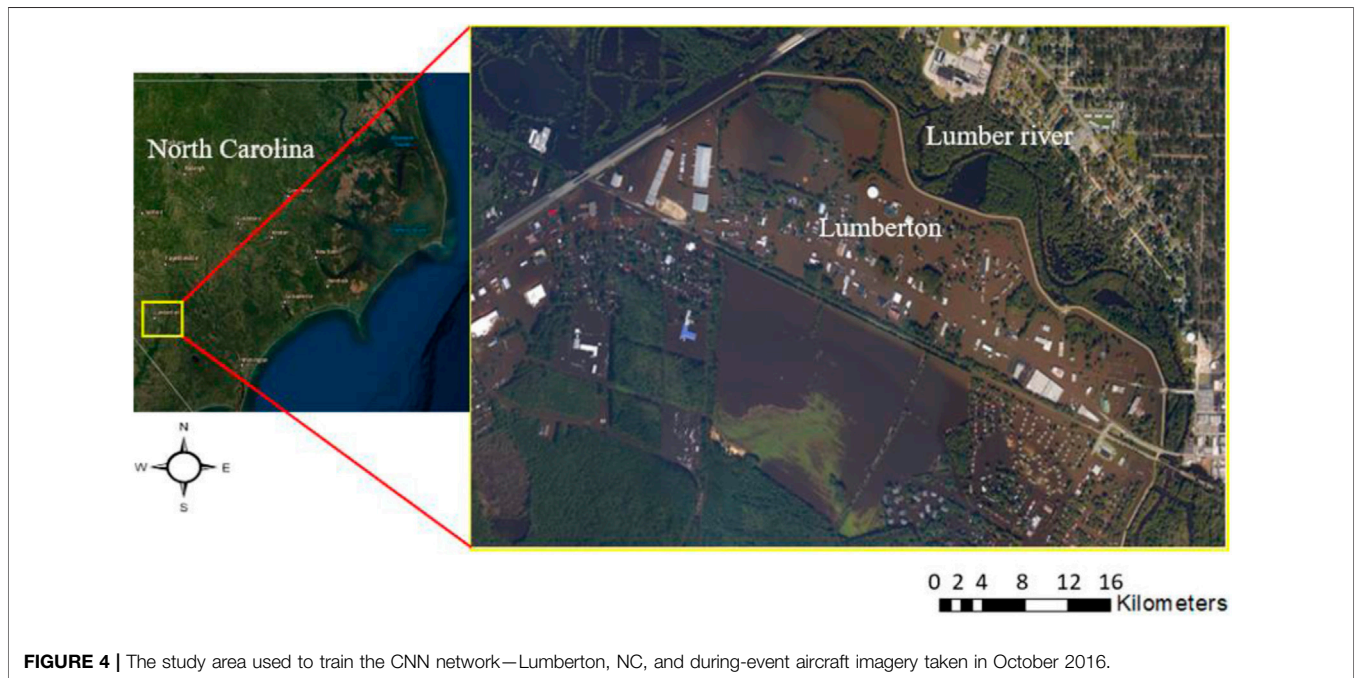 North Carolina
Lumber river
Lumberton
N
W E
S
0 2 4 8 12 16
Kilometers
FIGURE 4 | The study area used to train the CNN network—Lumberton, NC, and during-event aircraft imagery taken in October 2016.